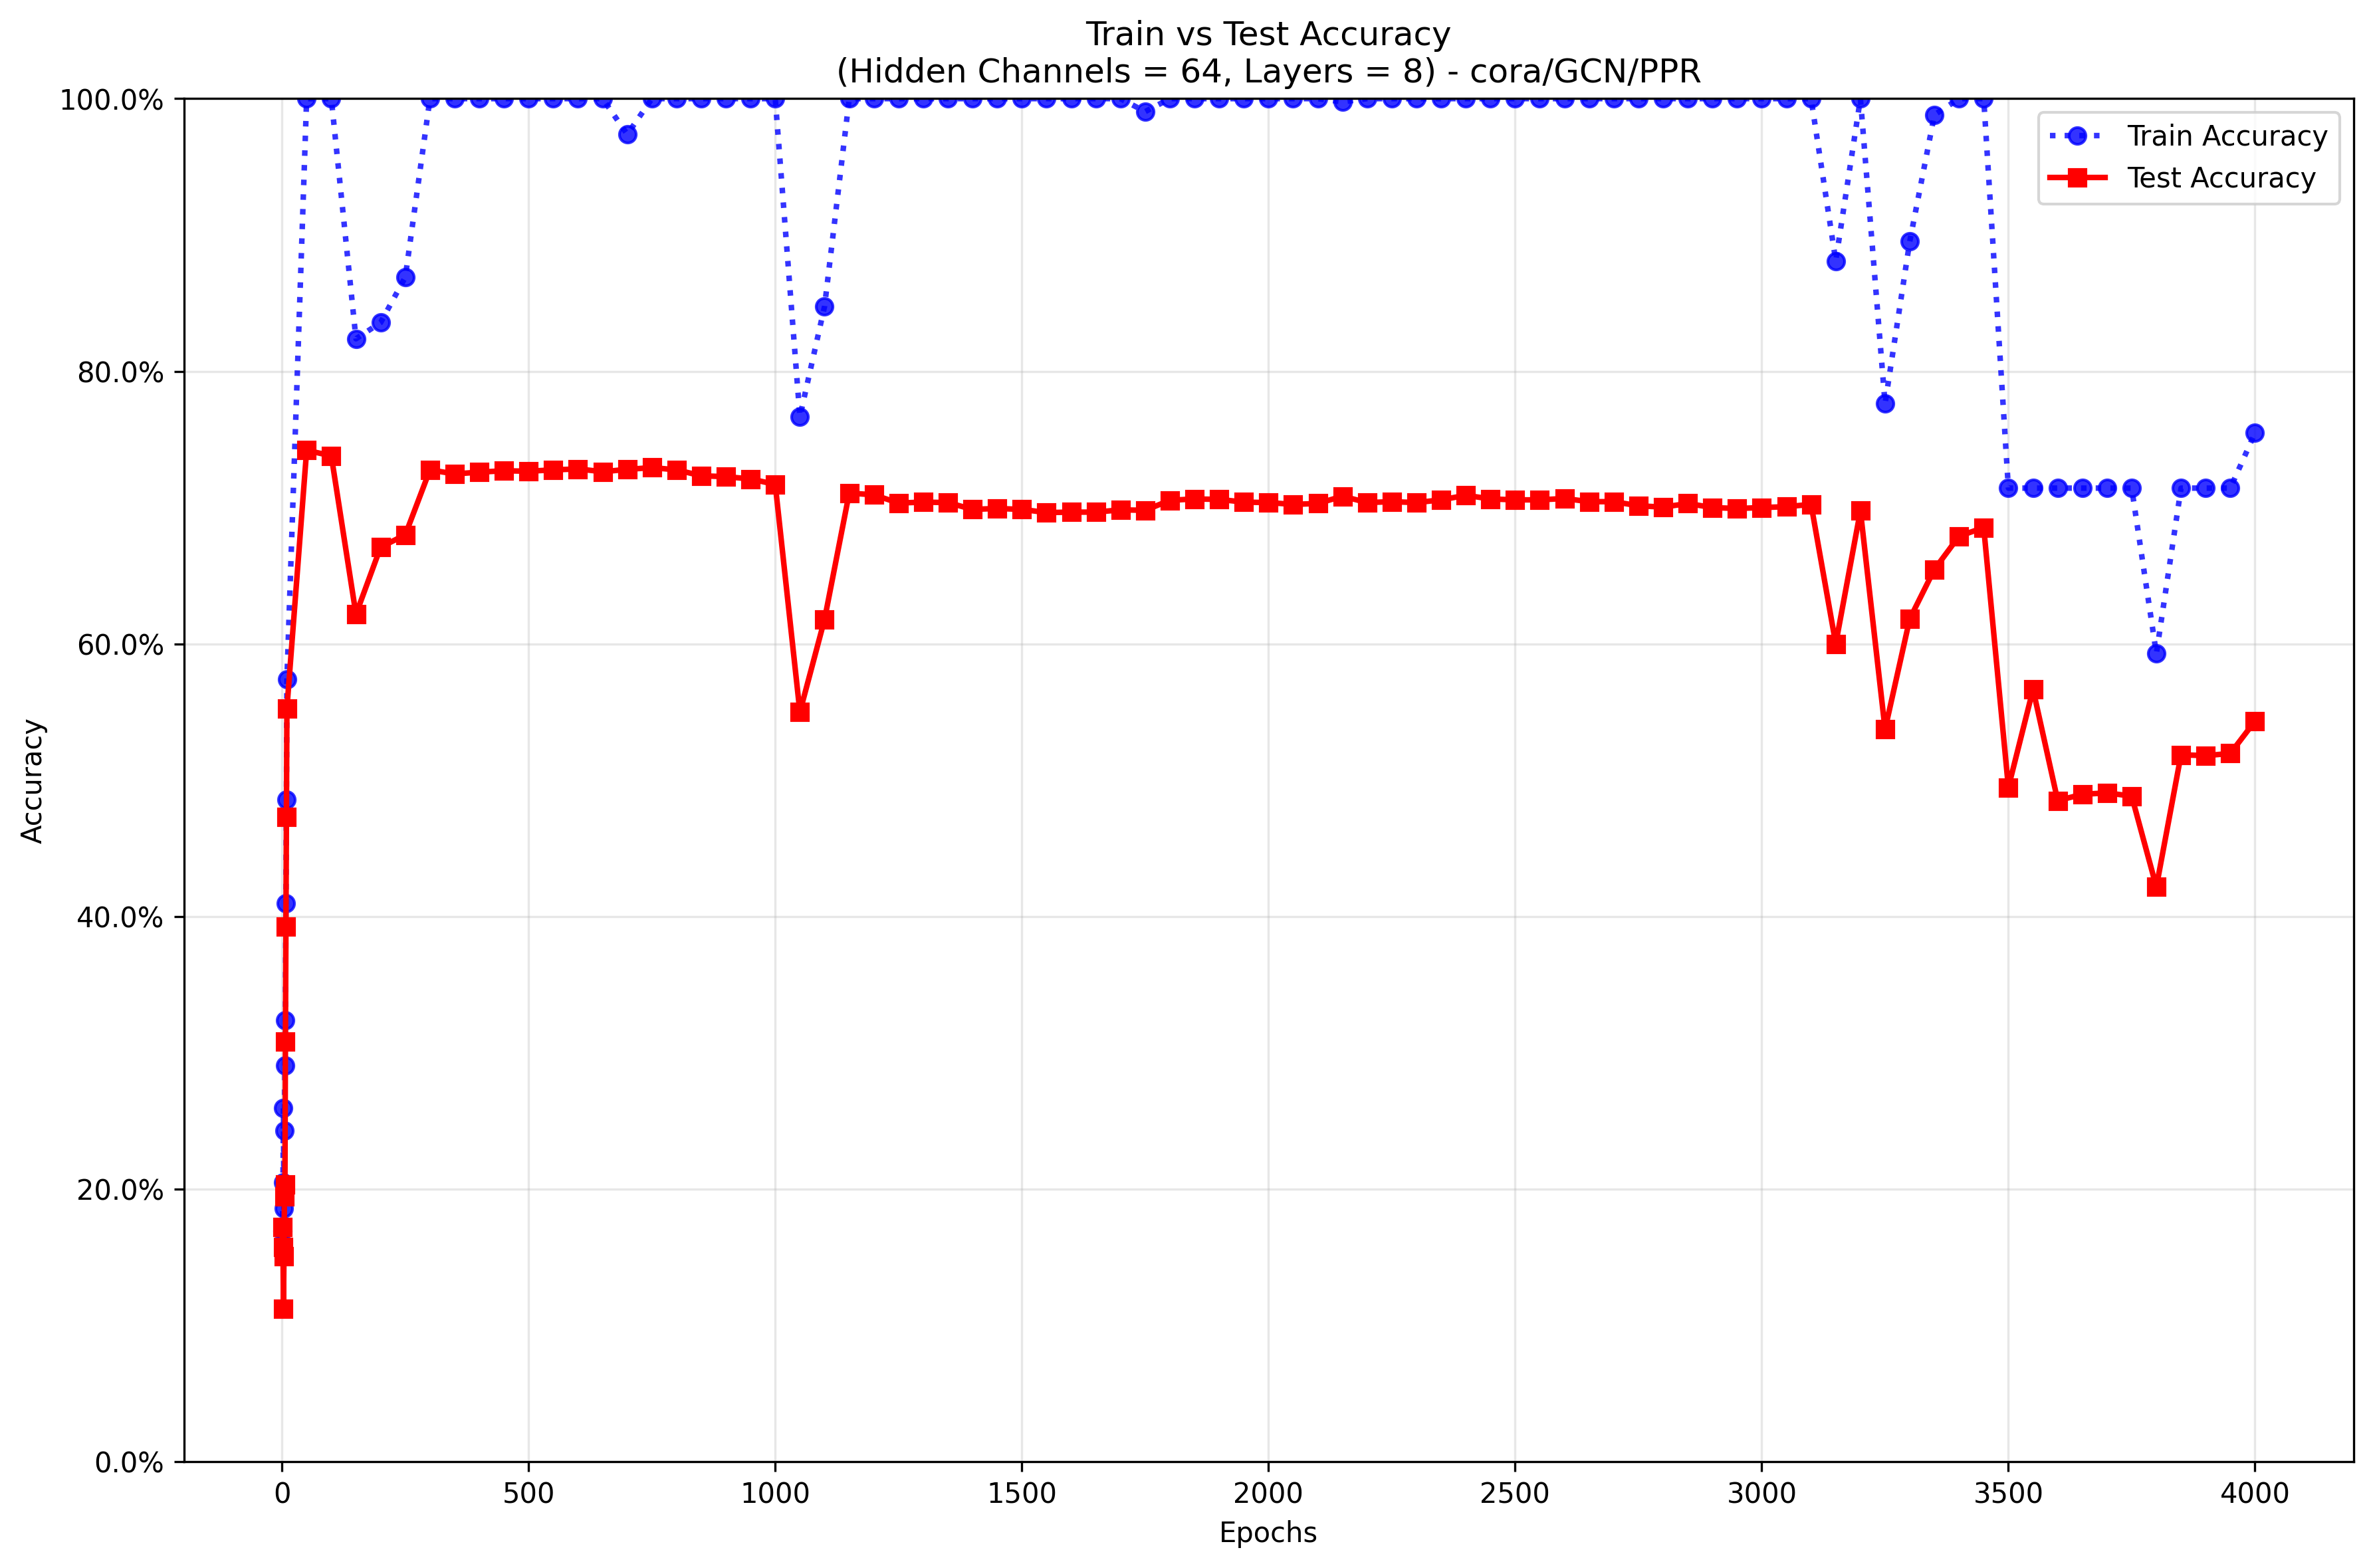 Train vs Test Accuracy
(Hidden Channels = 64, Layers = 8) - cora/GCN/PPR
100.0%
80.0%
60.0%
40.0%
20.0%
0.0%
Accuracy
Train Accuracy
Test Accuracy
0 500 1000 1500 2000 2500 3000 3500 4000
Epochs